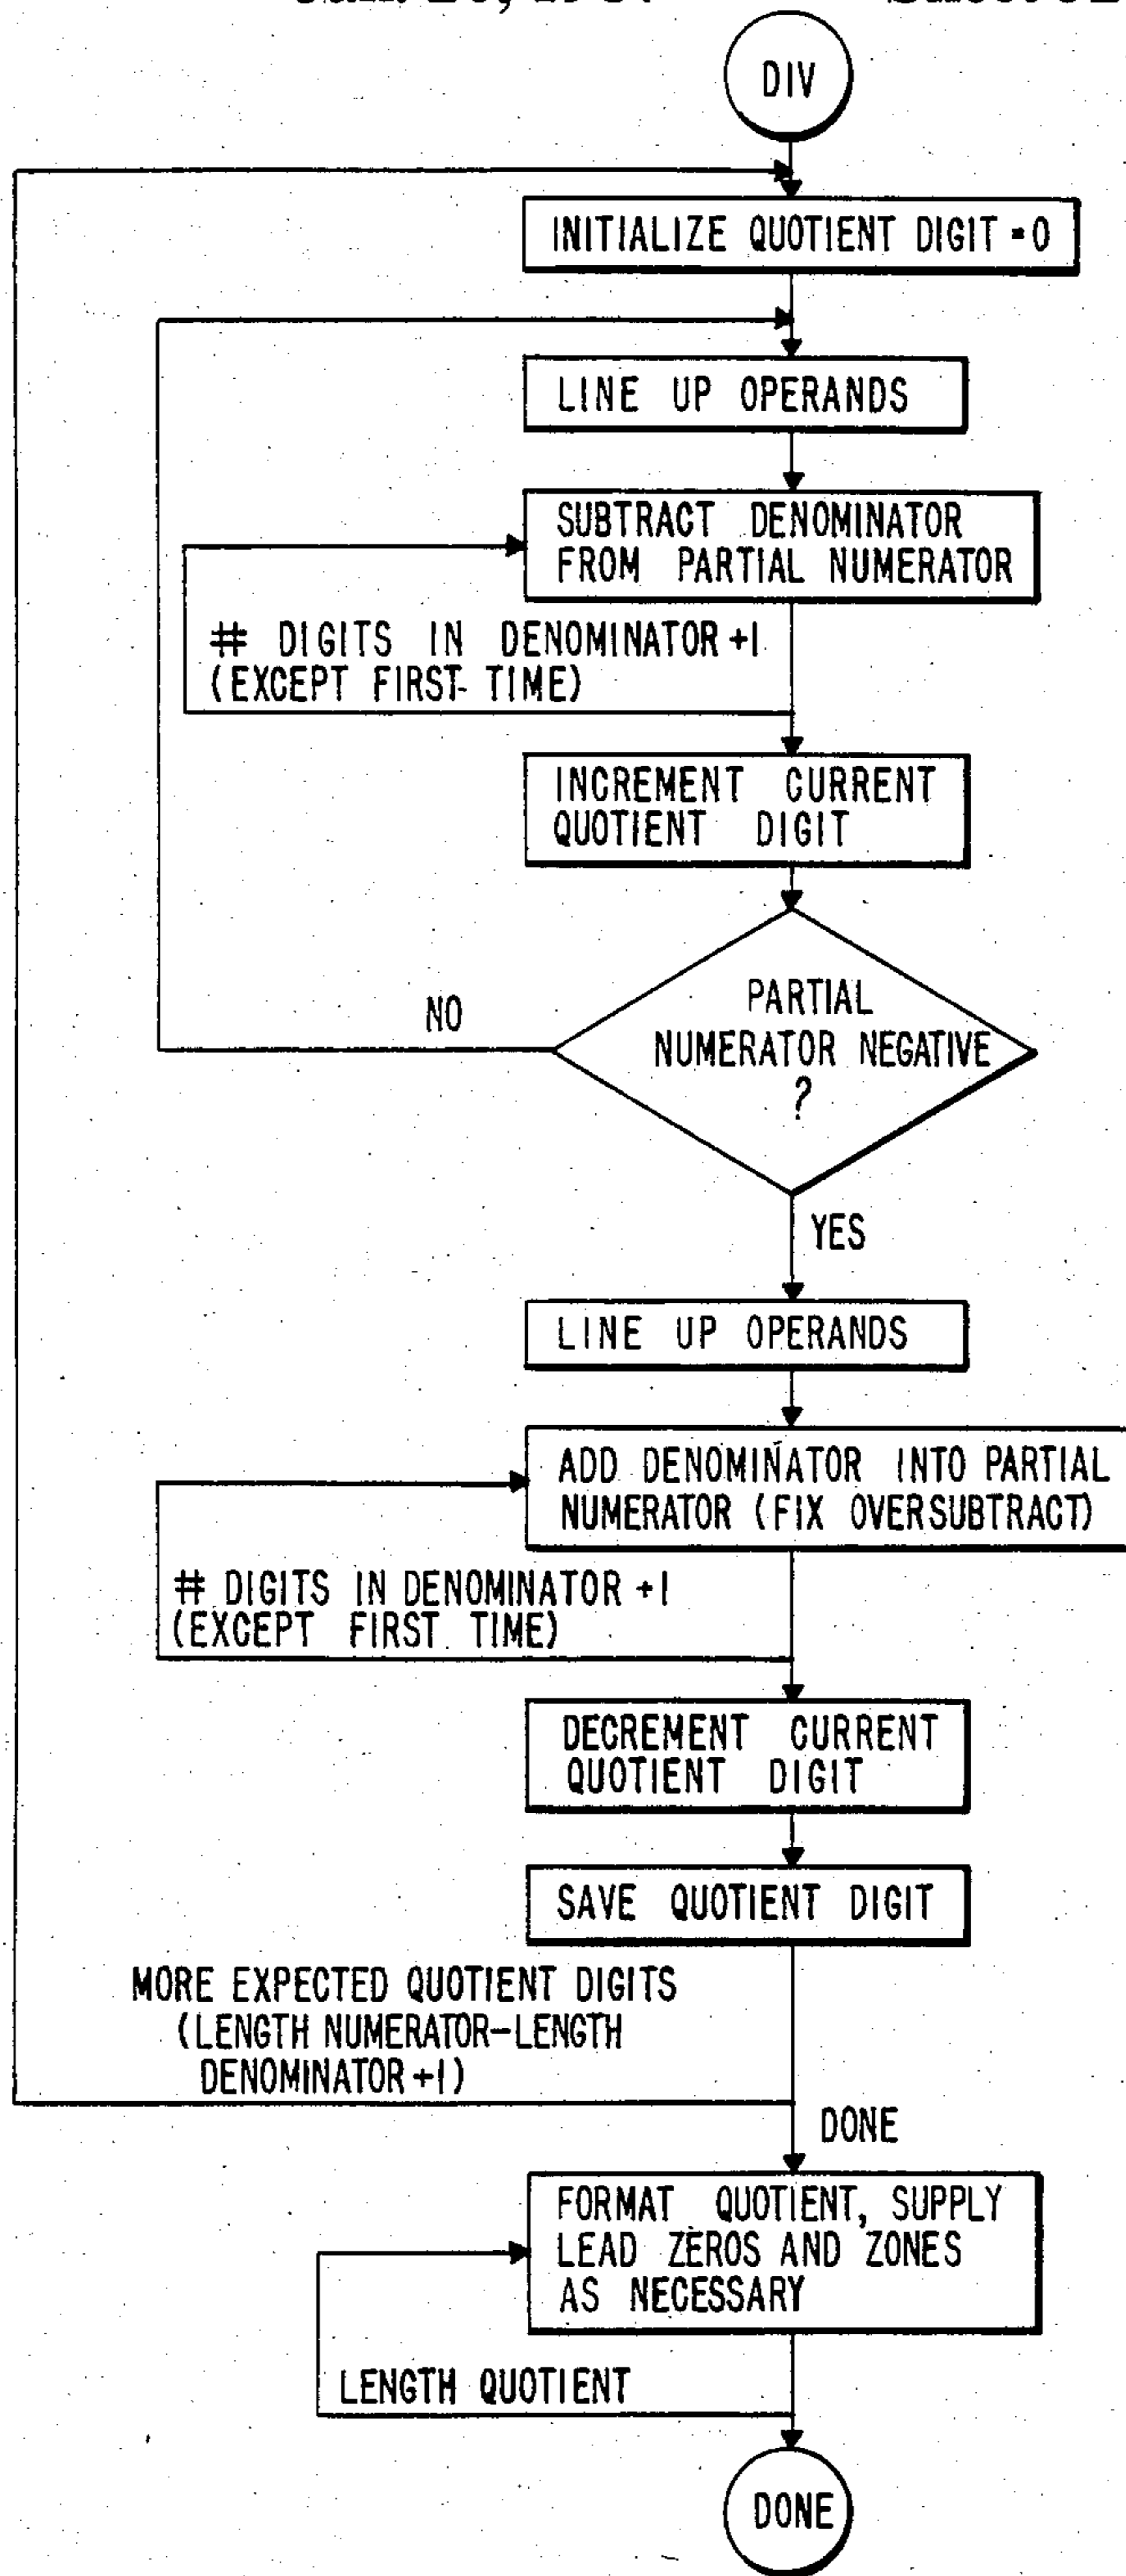 DIV
INITIALIZE QUOTIENT DIGIT = 0
LINE UP OPERANDS
SUBTRACT DENOMINATOR
FROM PARTIAL NUMERATOR
# DIGITS IN DENOMINATOR +1
(EXCEPT FIRST TIME)
INCREMENT CURRENT
QUOTIENT DIGIT
PARTIAL
NUMERATOR NEGATIVE
?
NO
YES
LINE UP OPERANDS
ADD DENOMINATOR INTO PARTIAL
NUMERATOR (FIX OVERSUBTRACT)
# DIGITS IN DENOMINATOR +1
(EXCEPT FIRST TIME)
DECREMENT CURRENT
QUOTIENT DIGIT
SAVE QUOTIENT DIGIT
MORE EXPECTED QUOTIENT DIGITS
(LENGTH NUMERATOR-LENGTH
DENOMINATOR +1)
DONE
FORMAT QUOTIENT, SUPPLY
LEAD ZEROS AND ZONES
AS NECESSARY
LENGTH QUOTIENT
DONE